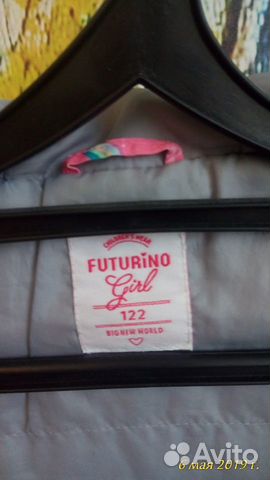 CHILDREN'S WEAR
FUTURiNO
Girl
122
BIG NEW WORLD
6 мая 2019 г.
Avito